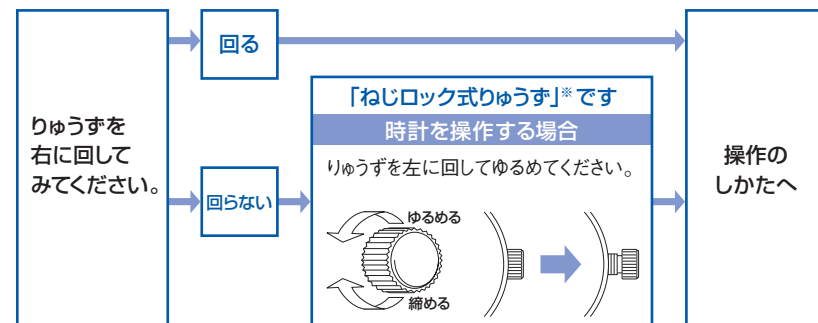 りゅうずを
右に回して
みてください。
回る
回らない
「ねじロック式りゅうず」※です
時計を操作する場合
りゅうずを左に回してゆるめてください。
ゆるめる
締める
操作の
しかたへ